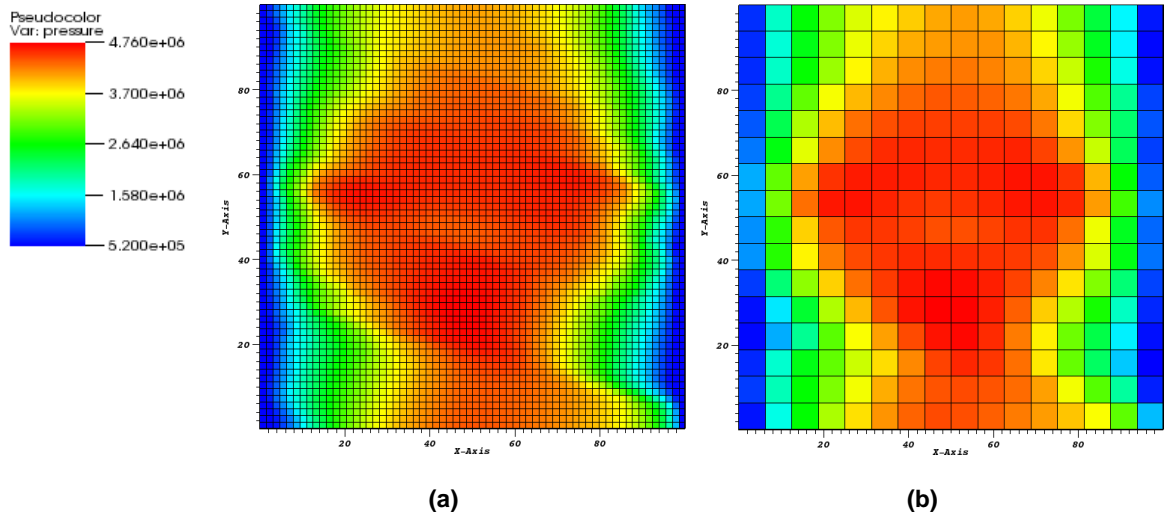 Pseudocolor
Var: pressure
4.760e+06
3.700e+06
2.640e+06
1.580e+06
5.200e+05
80
60
40
20
Y-Axis
20 40 60 80
X-Axis
80
60
40
20
Y-Axis
20 40 60 80
X-Axis
(a) (b)